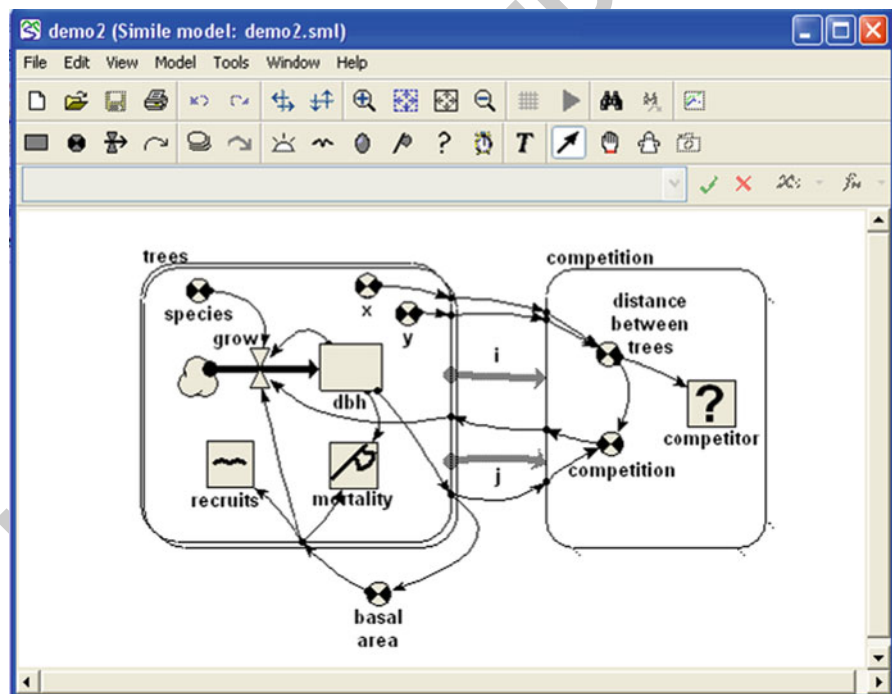 demo2 (Simile model: demo2.sml)
File Edit View Model Tools Window Help
trees
species
grow
x
y
dbh
recruits
mortality
i
j
competition
distance
between
trees
competitor
competition
basal
area